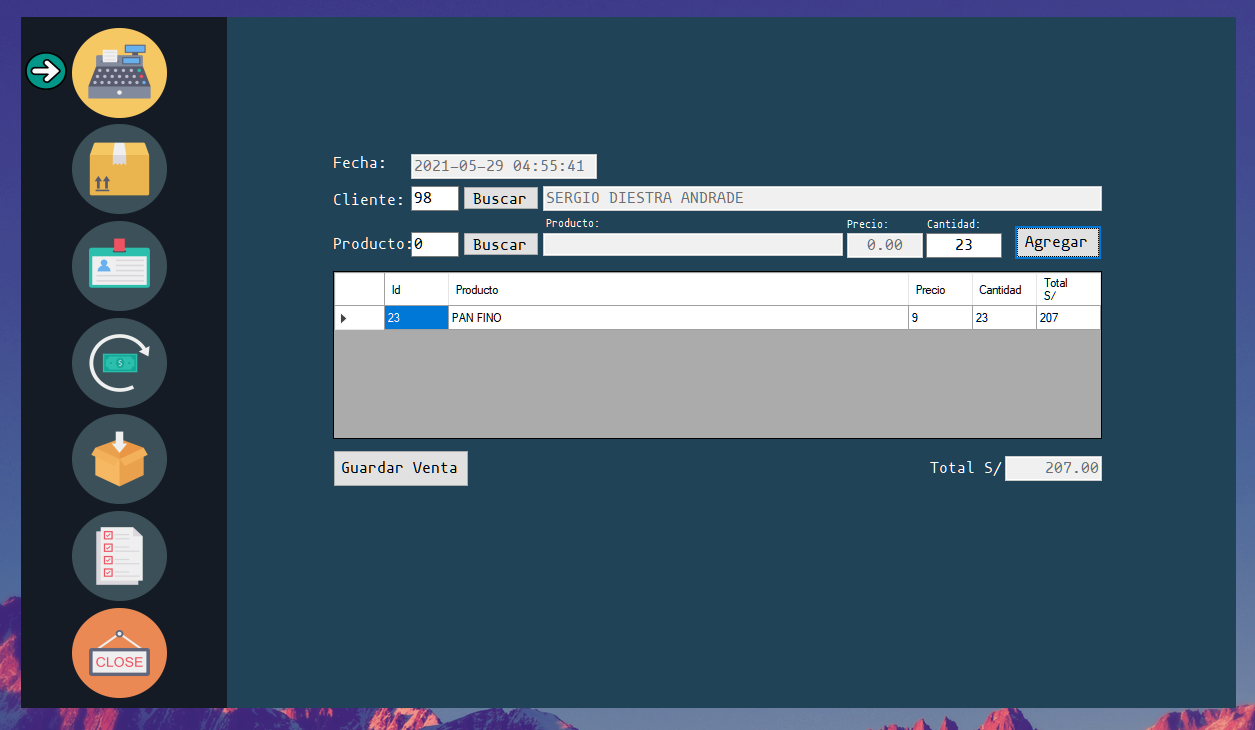 Fecha: 2021-05-29 04:55:41
Cliente: 98 Buscar SERGIO DIESTRA ANDRADE
Producto: Precio: Cantidad:
Producto: 0 Buscar 0.00 23 Agregar
Id Producto Precio Cantidad Total S/
23 PAN FINO 9 23 207
Guardar Venta Total S/ 207.00
$
CLOSE